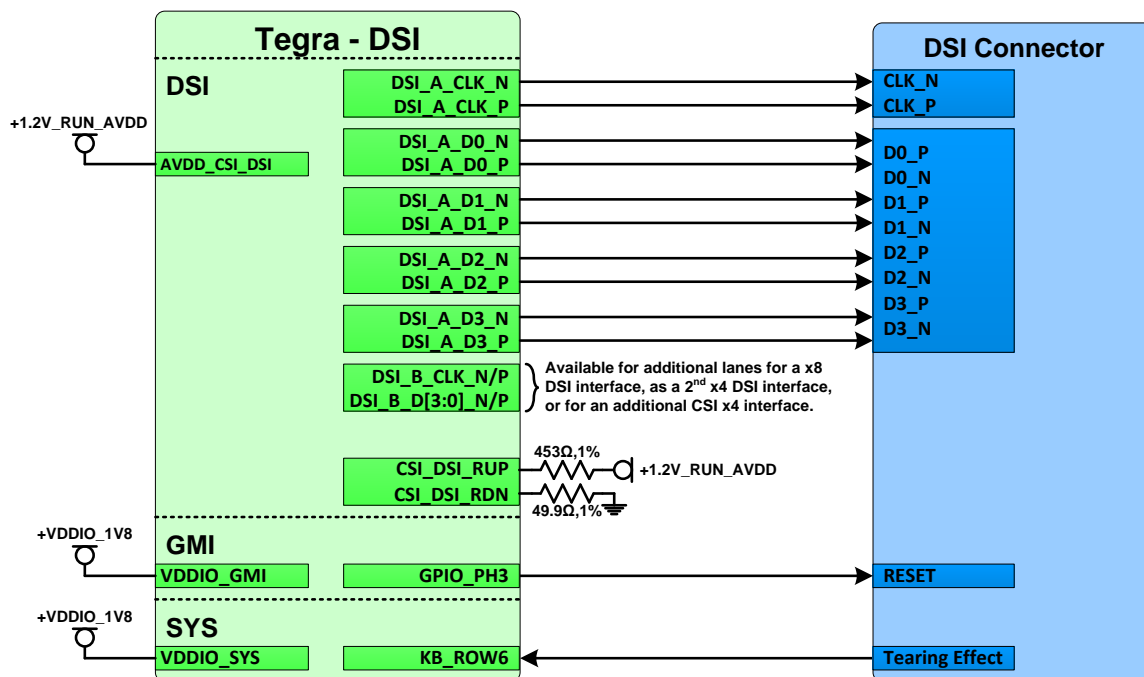 Tegra - DSI
DSI Connector
DSI
DSI_A_CLK_N
DSI_A_CLK_P
CLK_N
CLK_P
+1.2V_RUN_AVDD
AVDD_CSI_DSI
DSI_A_D0_N
DSI_A_D0_P
DSI_A_D1_N
DSI_A_D1_P
DSI_A_D2_N
DSI_A_D2_P
DSI_A_D3_N
DSI_A_D3_P
D0_P
D0_N
D1_P
D1_N
D2_P
D2_N
D3_P
D3_N
DSI_B_CLK_N/P
DSI_B_D[3:0]_N/P
Available for additional lanes for a x8
DSI interface, as a 2nd x4 DSI interface,
or for an additional CSI x4 interface.
453Ω,1%
CSI_DSI_RUP
+1.2V_RUN_AVDD
CSI_DSI_RDN
49.9Ω,1%
GMI
+VDDIO_1V8
VDDIO_GMI
GPIO_PH3
RESET
SYS
+VDDIO_1V8
VDDIO_SYS
KB_ROW6
Tearing Effect